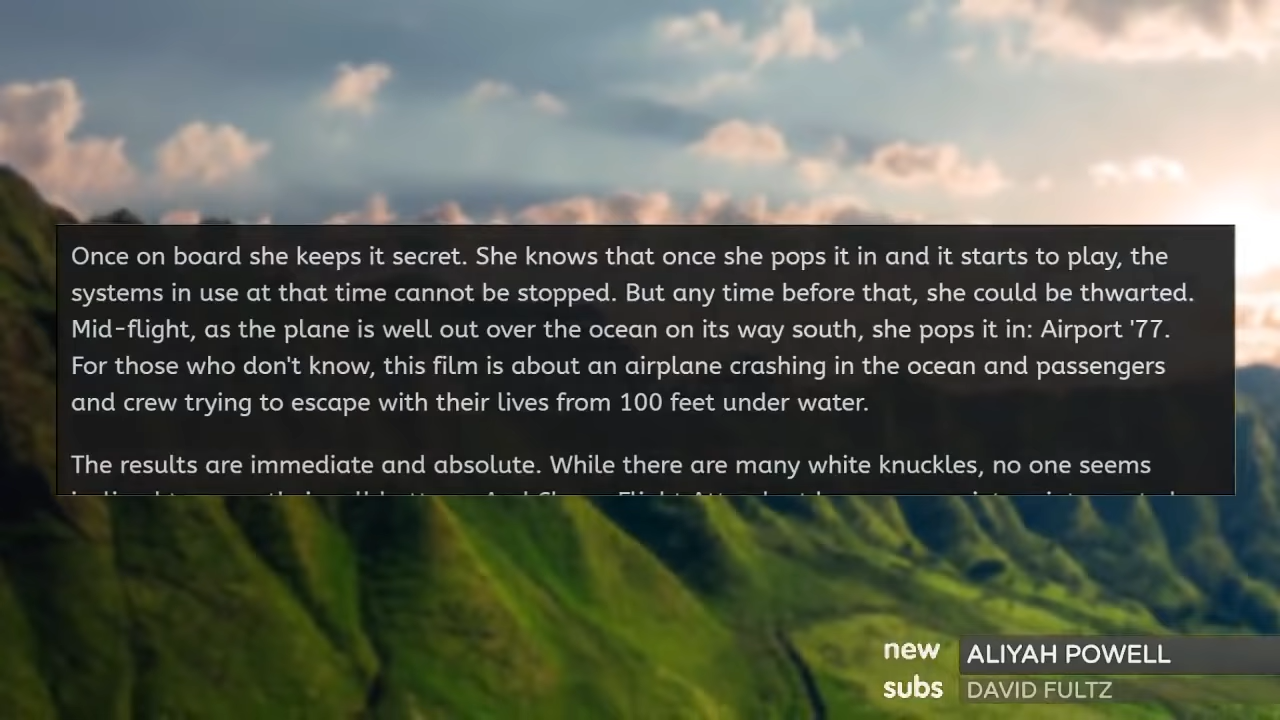 Once on board she keeps it secret. She knows that once she pops it in and it starts to play, the
systems in use at that time cannot be stopped. But any time before that, she could be thwarted.
Mid-flight, as the plane is well out over the ocean on its way south, she pops it in: Airport '77.
For those who don't know, this film is about an airplane crashing in the ocean and passengers
and crew trying to escape with their lives from 100 feet under water.
The results are immediate and absolute. While there are many white knuckles, no one seems
new
ALIYAH POWELL
subs
DAVID FULTZ